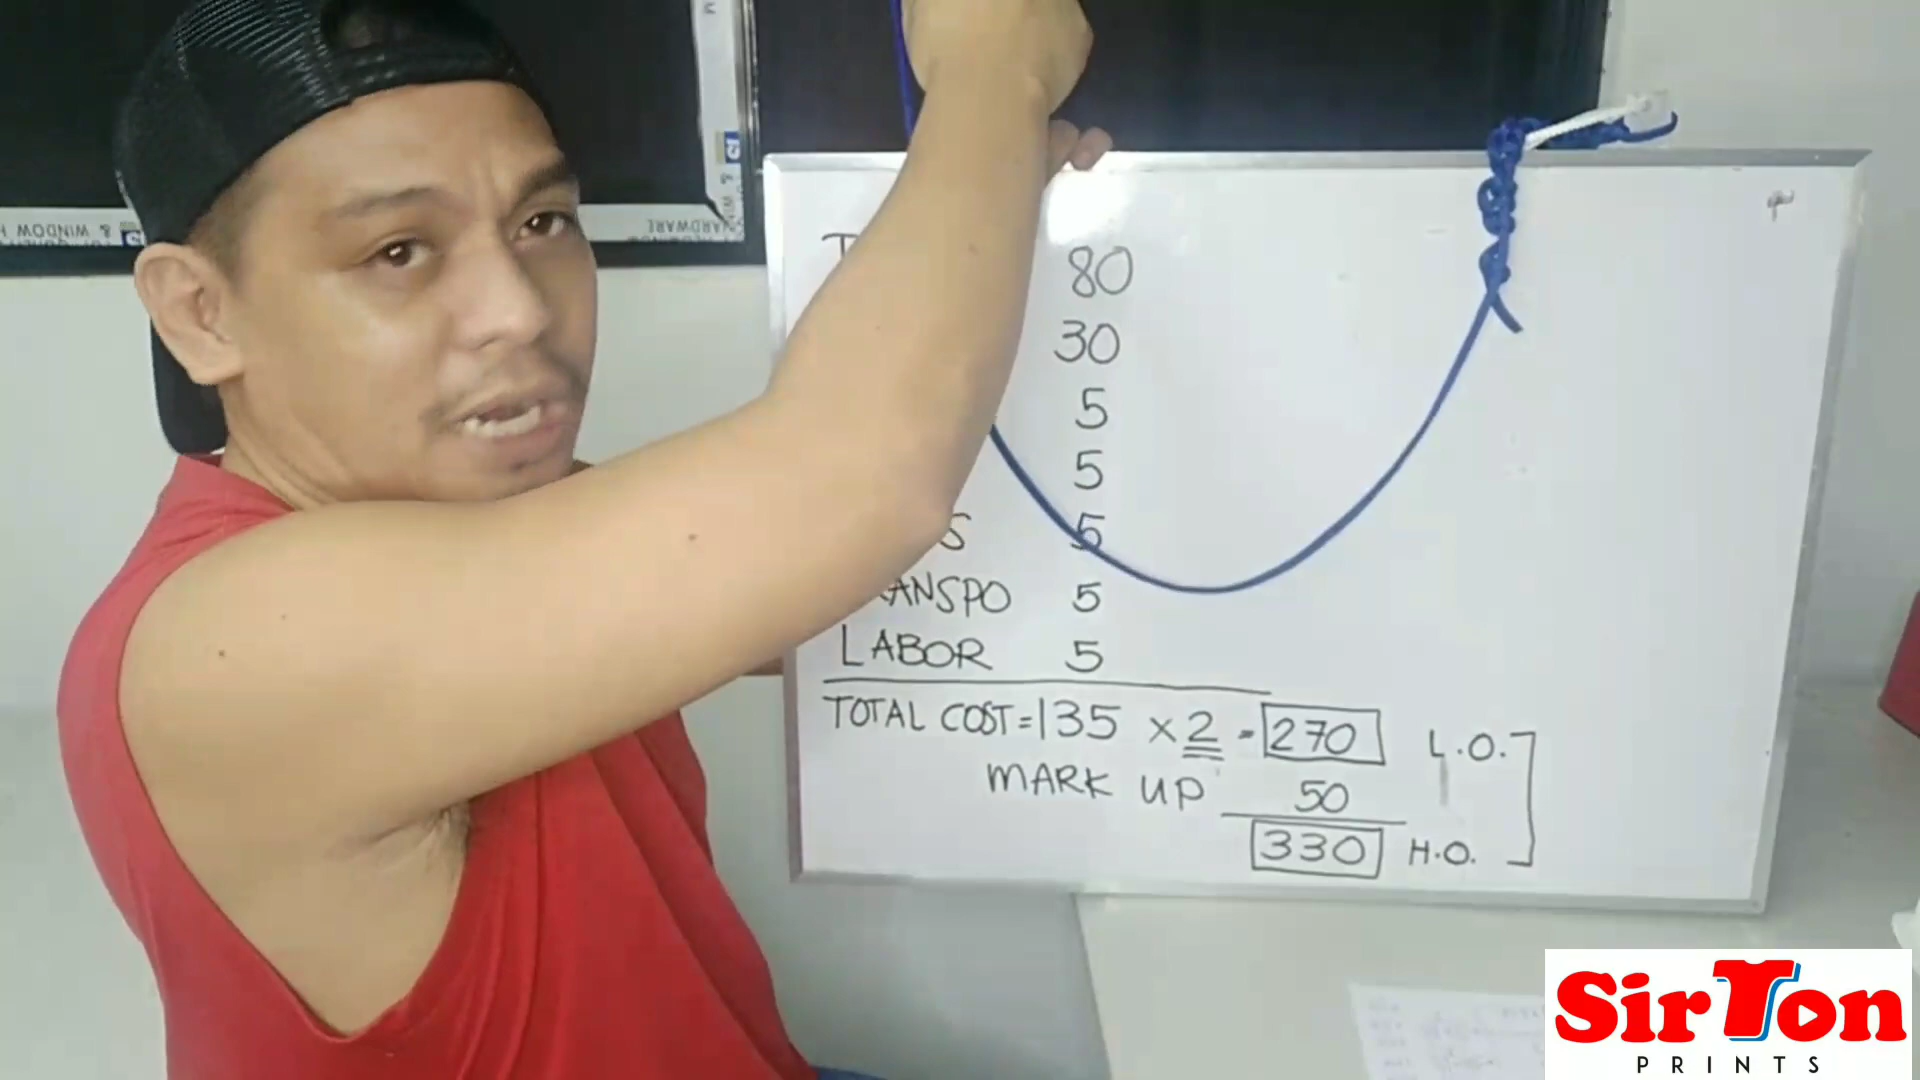 80
30
5
5
S 5
ANSPO 5
LABOR 5
TOTAL COST = 135 × 2 = 270 L.O.
MARK UP 50
330 H.O.
SirTon
PRINTS